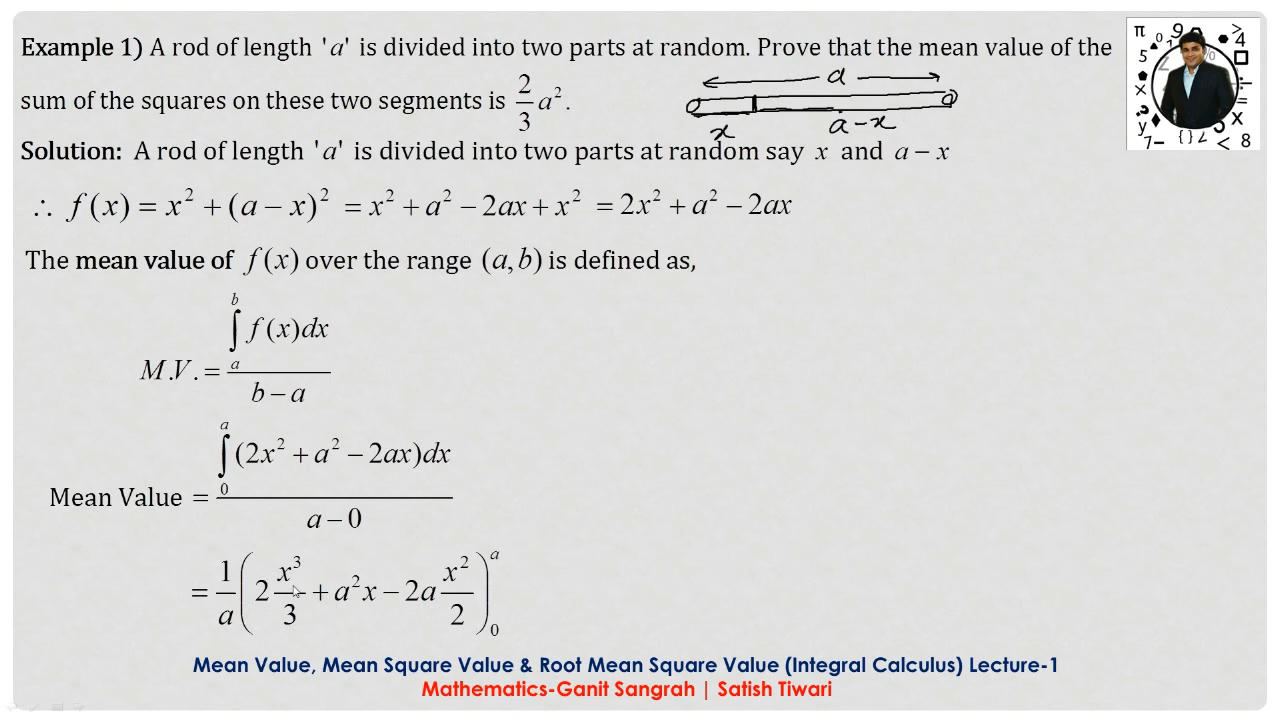 Example 1) A rod of length 'a' is divided into two parts at random. Prove that the mean value of the
sum of the squares on these two segments is 2/3 a².
a
x
a-x
Solution: A rod of length 'a' is divided into two parts at random say x and a − x
∴ f(x) = x² + (a − x)² = x² + a² − 2ax + x² = 2x² + a² − 2ax
The mean value of f(x) over the range (a,b) is defined as,
M.V. = ∫_a^b f(x)dx / (b − a)
Mean Value = ∫_0^a (2x² + a² − 2ax)dx / (a − 0)
= 1/a (2 x³/3 + a²x − 2a x²/2)_0^a
Mean Value, Mean Square Value & Root Mean Square Value (Integral Calculus) Lecture-1
Mathematics-Ganit Sangrah | Satish Tiwari